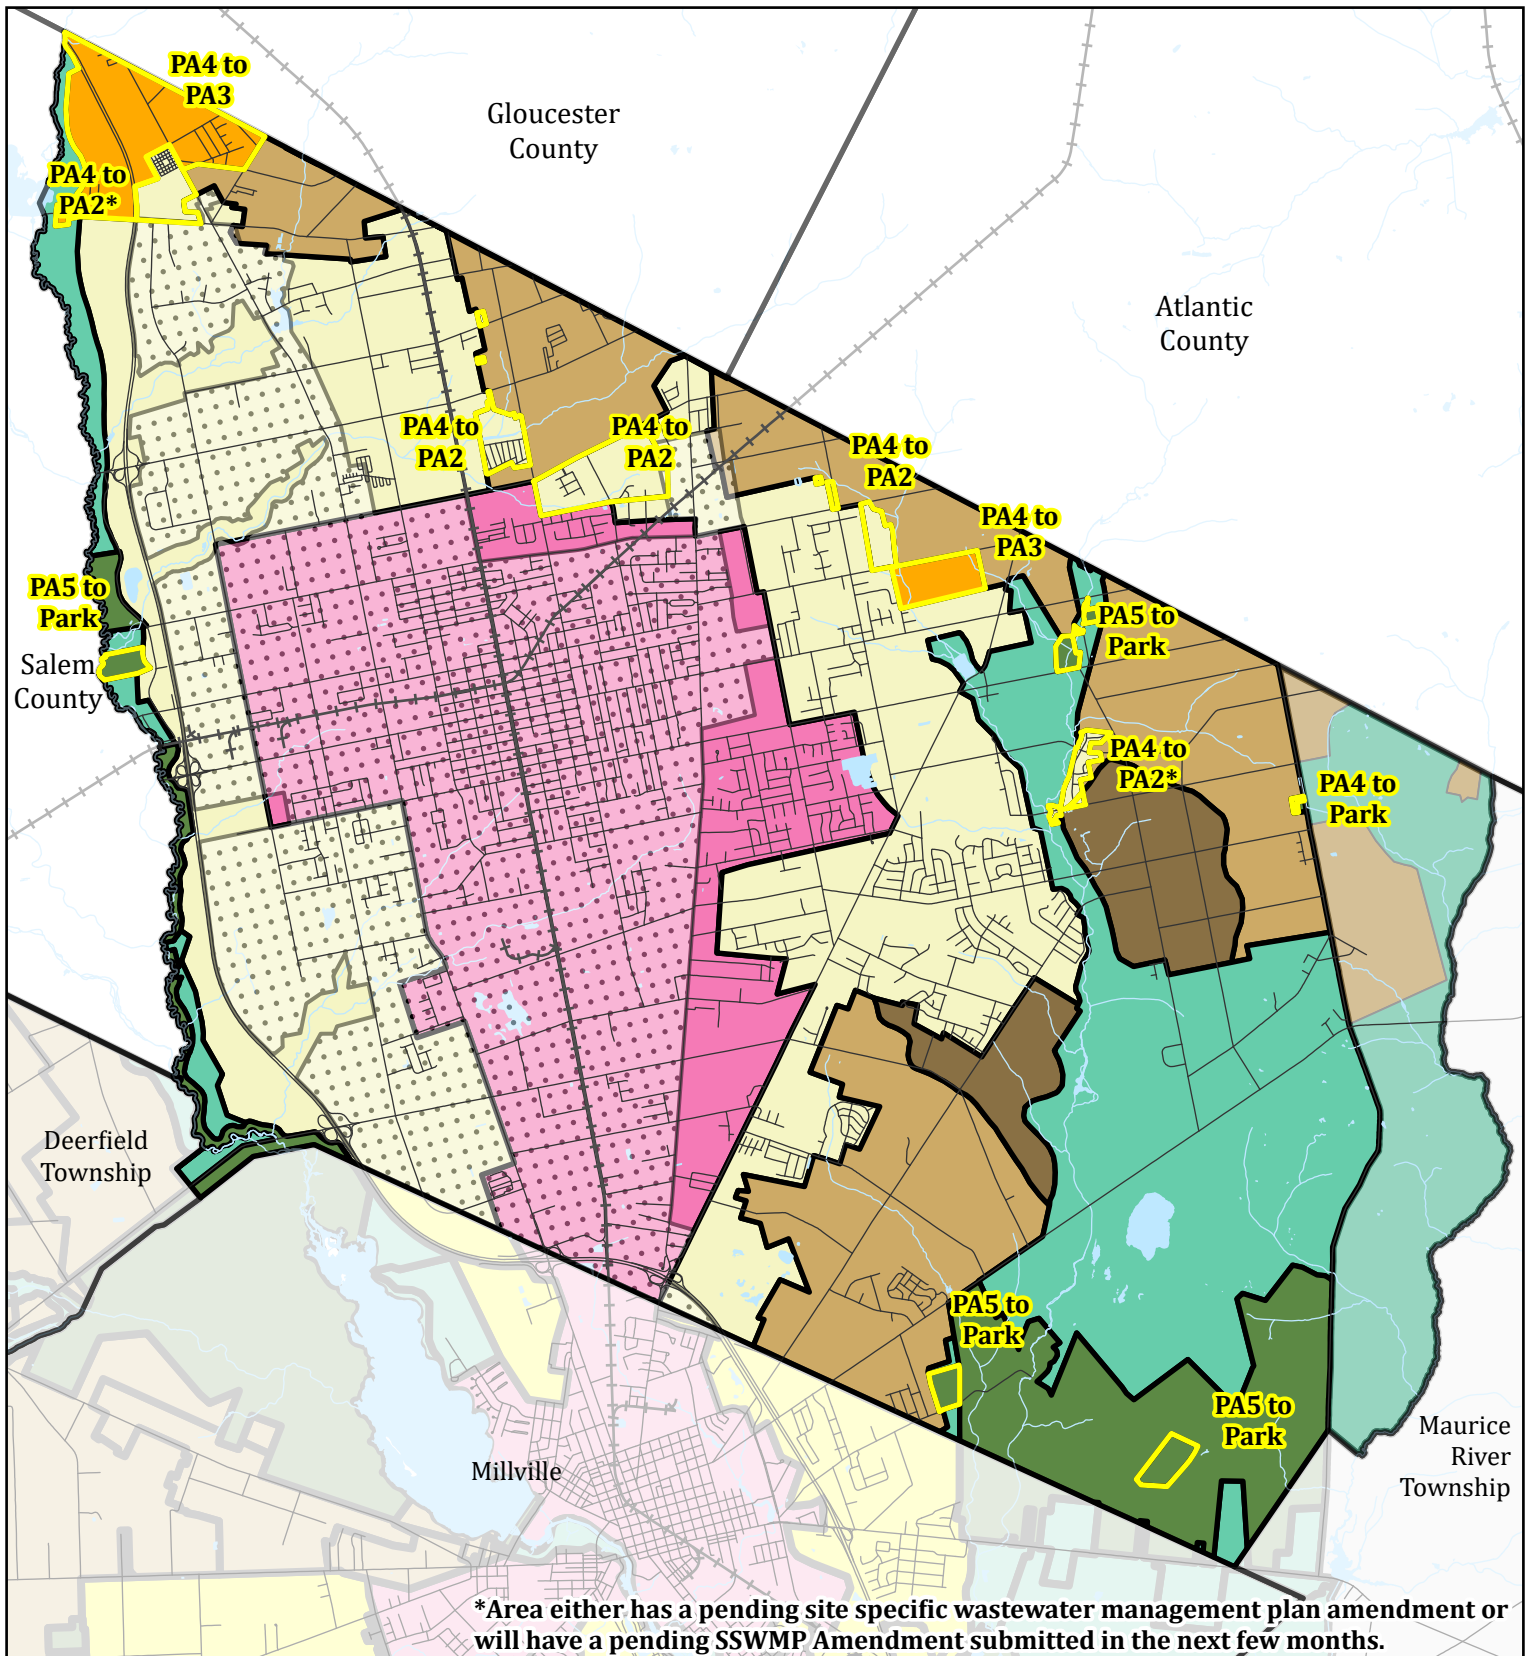 PA4 to
PA3
Gloucester
County
PA4 to
PA2*
Atlantic
County
PA4 to
PA2
PA4 to
PA2
PA4 to
PA2
PA4 to
PA3
PA5 to
Park
Salem
County
PA5 to
Park
PA4 to
PA2*
PA4 to
Park
Deerfield
Township
PA5 to
Park
PA5 to
Park
Maurice
River
Township
Millville
*Area either has a pending site specific wastewater management plan amendment or
will have a pending SSWMP Amendment submitted in the next few months.